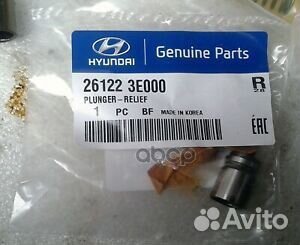 HYUNDAI
Genuine Parts
26122 3E000
PLUNGER-RELIEF
1 PC BF MADE IN KOREA
R
EAC
Avito